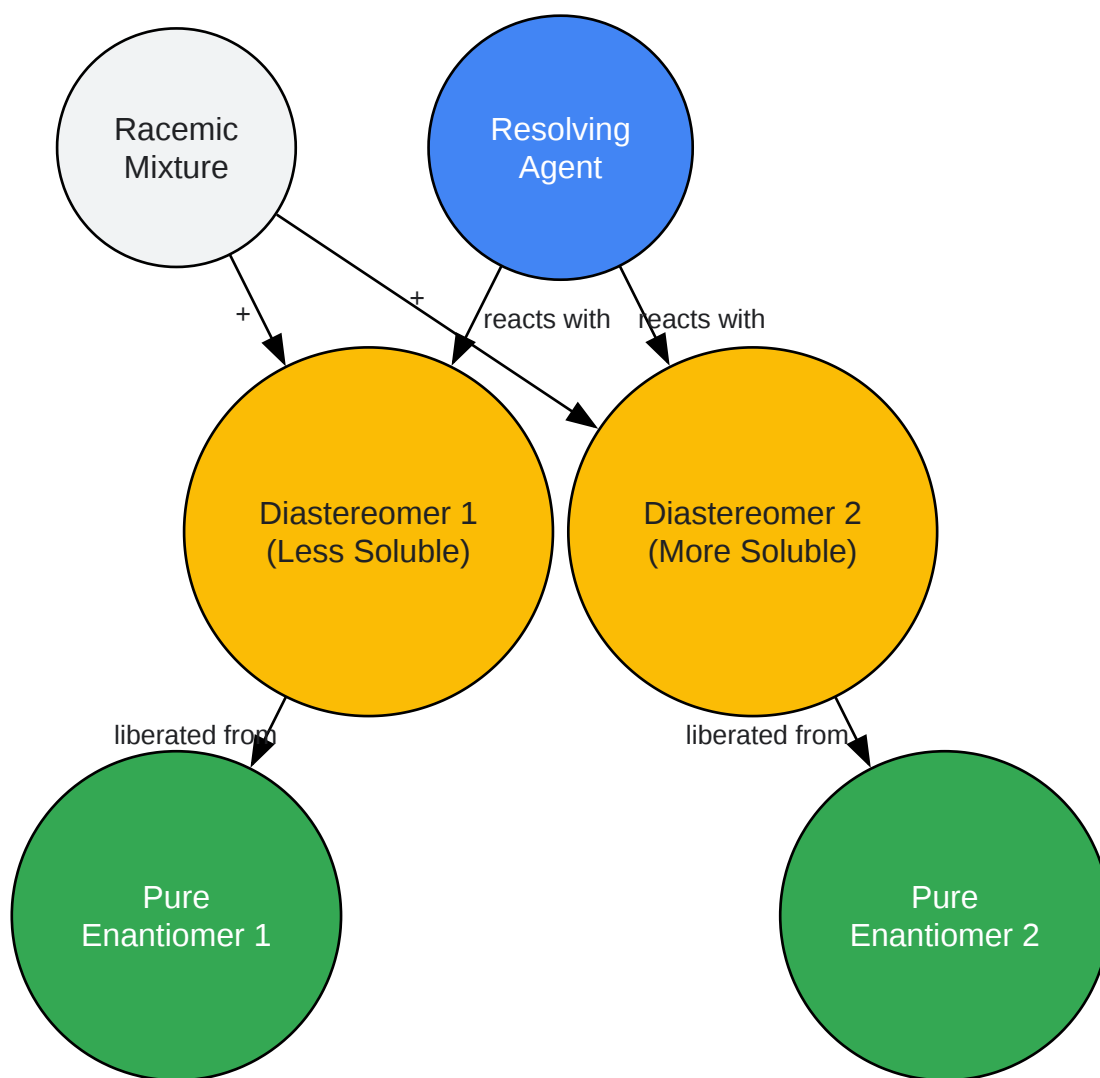 Racemic
Mixture
Resolving
Agent
+
+
reacts with
reacts with
Diastereomer 1
(Less Soluble)
Diastereomer 2
(More Soluble)
liberated from
liberated from
Pure
Enantiomer 1
Pure
Enantiomer 2